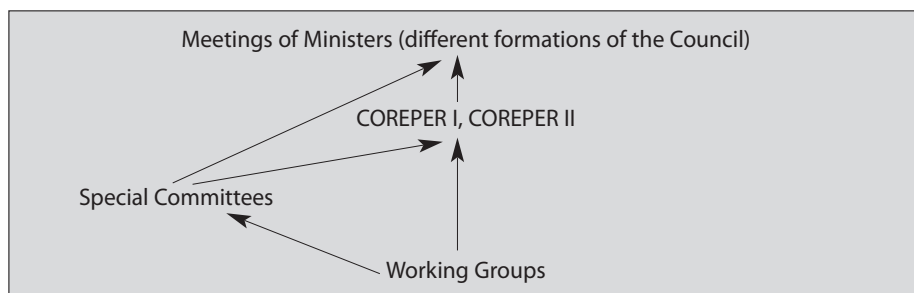 Meetings of Ministers (different formations of the Council)
COREPER I, COREPER II
Special Committees
Working Groups